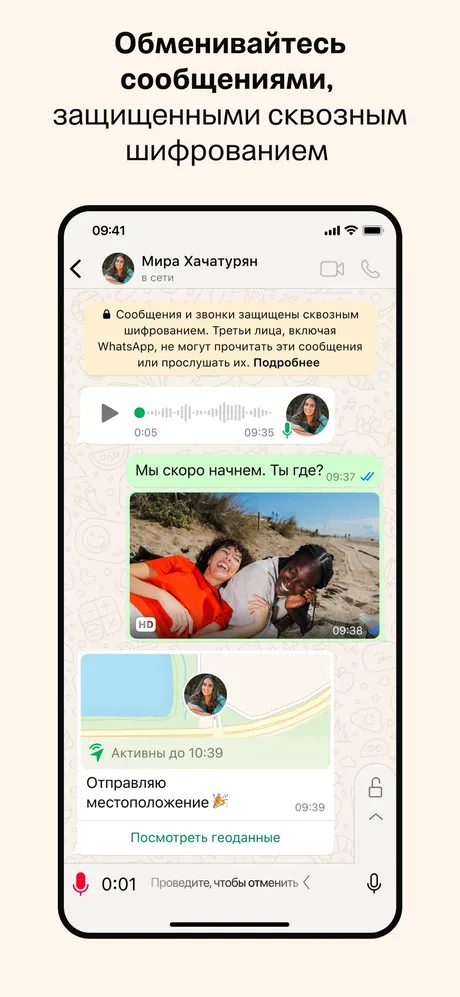 Обменивайтесь
сообщениями,
защищенными сквозным
шифрованием
09:41
Мира Хачатурян
в сети
Сообщения и звонки защищены сквозным
шифрованием. Третьи лица, включая
WhatsApp, не могут прочитать эти сообщения
или прослушать их. Подробнее
0:05 09:35
Мы скоро начнем. Ты где? 09:37
HD 09:38
Активны до 10:39
Отправляю
местоположение 🎉 09:39
Посмотреть геоданные
0:01 Проведите, чтобы отменить